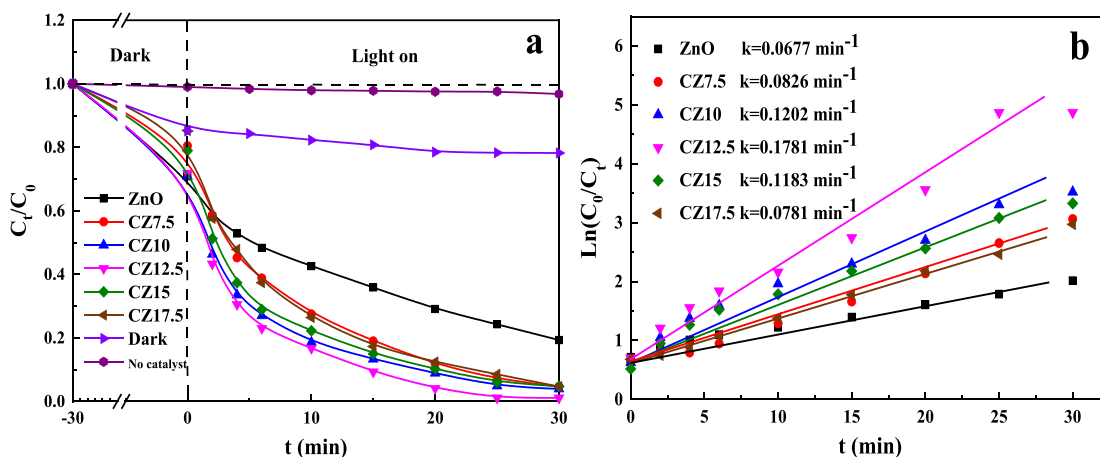 a
Dark
Light on
1.2
1.0
0.8
0.6
0.4
0.2
0.0
C_t/C_0
ZnO
CZ7.5
CZ10
CZ12.5
CZ15
CZ17.5
Dark
No catalyst
-30
0
10
20
30
t (min)
b
6
5
4
3
2
1
0
Ln(C_0/C_t)
ZnO k=0.0677 min^-1
CZ7.5 k=0.0826 min^-1
CZ10 k=0.1202 min^-1
CZ12.5 k=0.1781 min^-1
CZ15 k=0.1183 min^-1
CZ17.5 k=0.0781 min^-1
0
5
10
15
20
25
30
t (min)